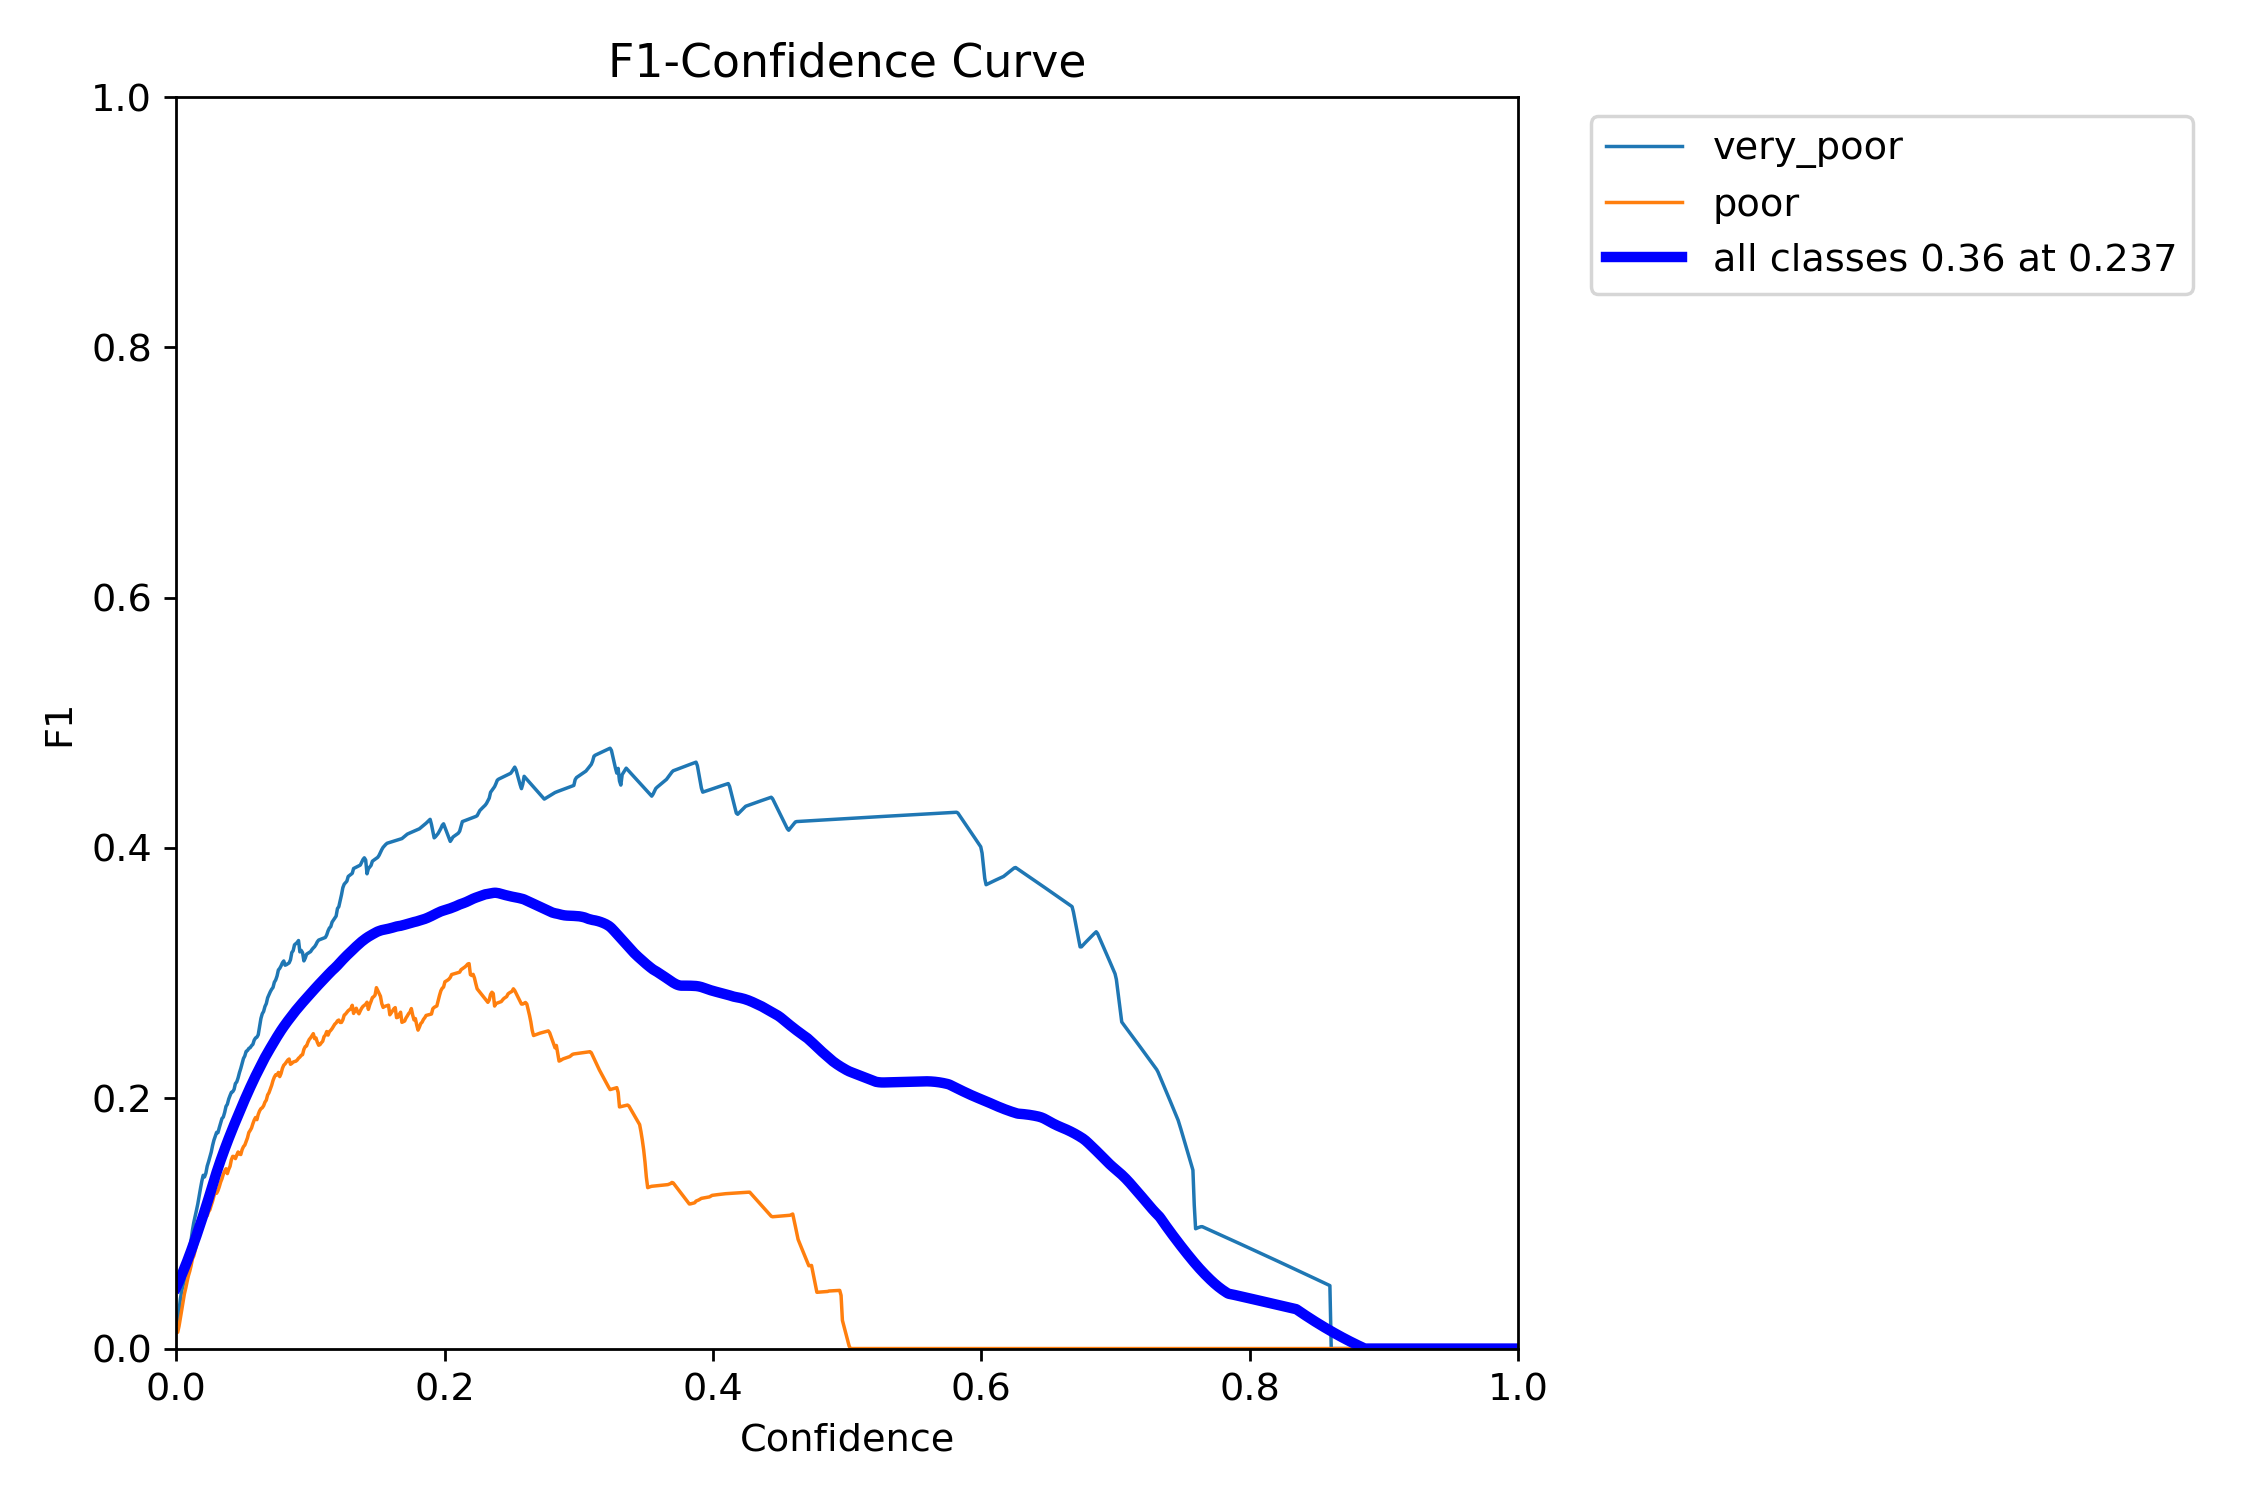 F1-Confidence Curve
1.0
0.8
0.6
0.4
0.2
0.0
F1
0.0 0.2 0.4 0.6 0.8 1.0
Confidence
very_poor
poor
all classes 0.36 at 0.237